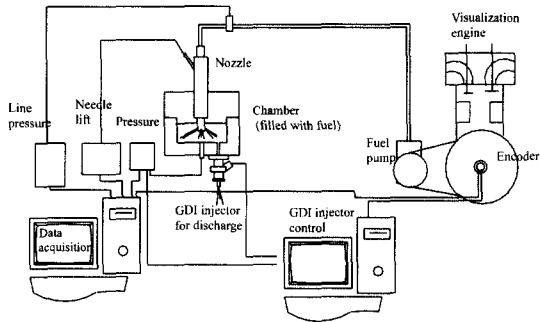 Visualization
engine
Nozzle
Line
pressure
Needle
lift
Pressure
Chamber
(filled with fuel)
Fuel
pump
Encoder
GDI injector
for discharge
GDI injector
control
Data
acquisition